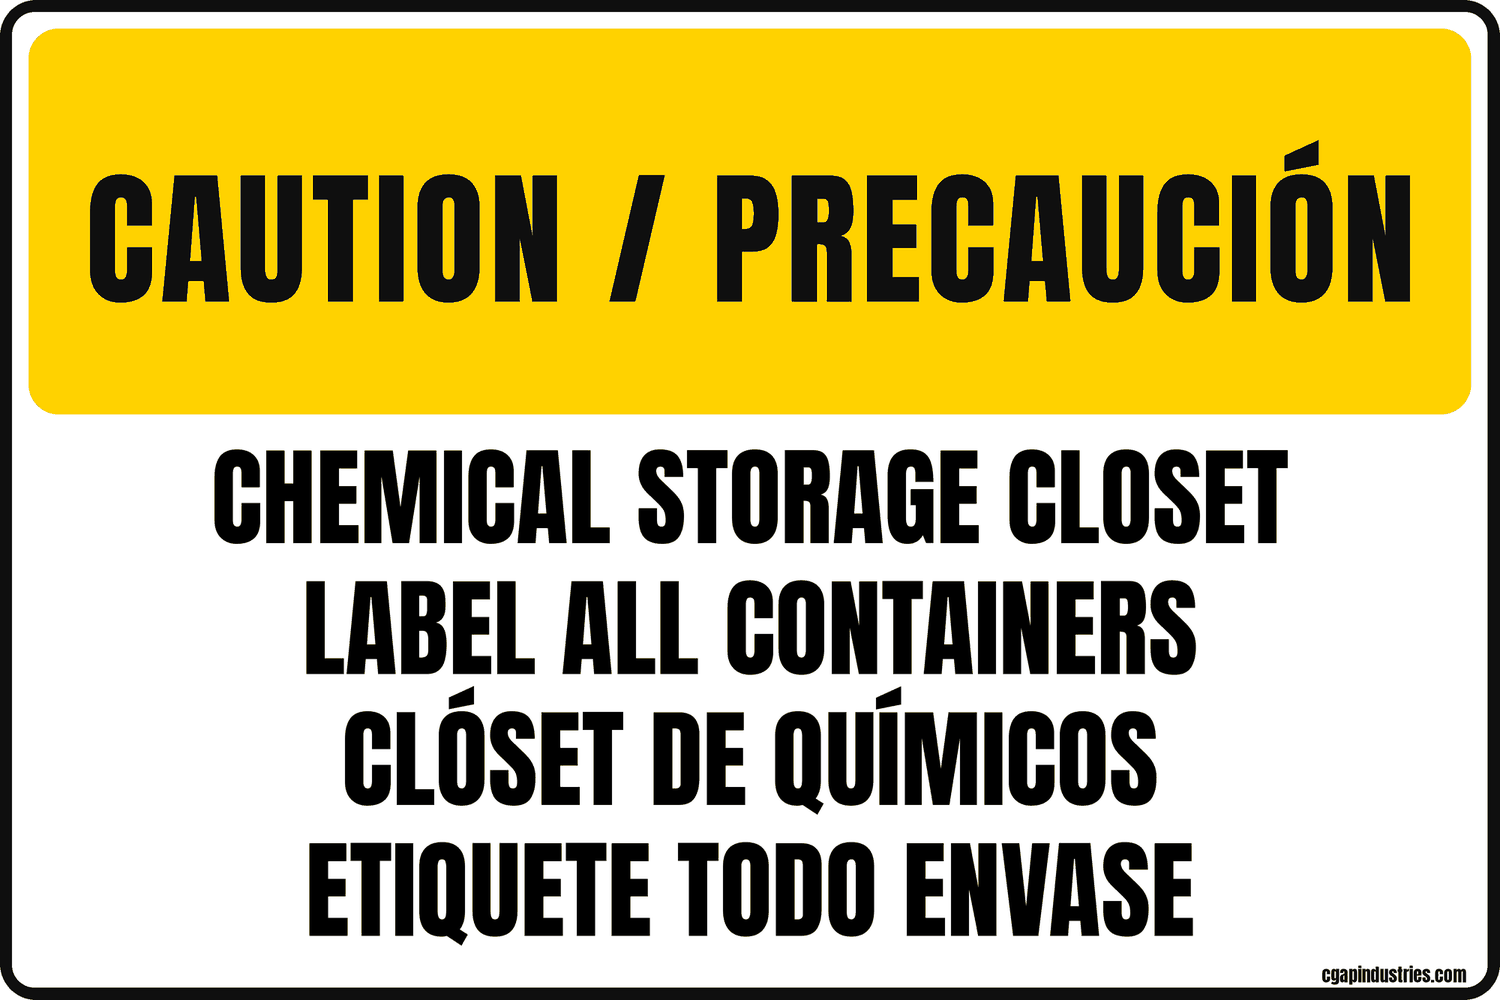 CAUTION / PRECAUCIÓN
CHEMICAL STORAGE CLOSET
LABEL ALL CONTAINERS
CLÓSET DE QUÍMICOS
ETIQUETE TODO ENVASE
cgapindustries.com